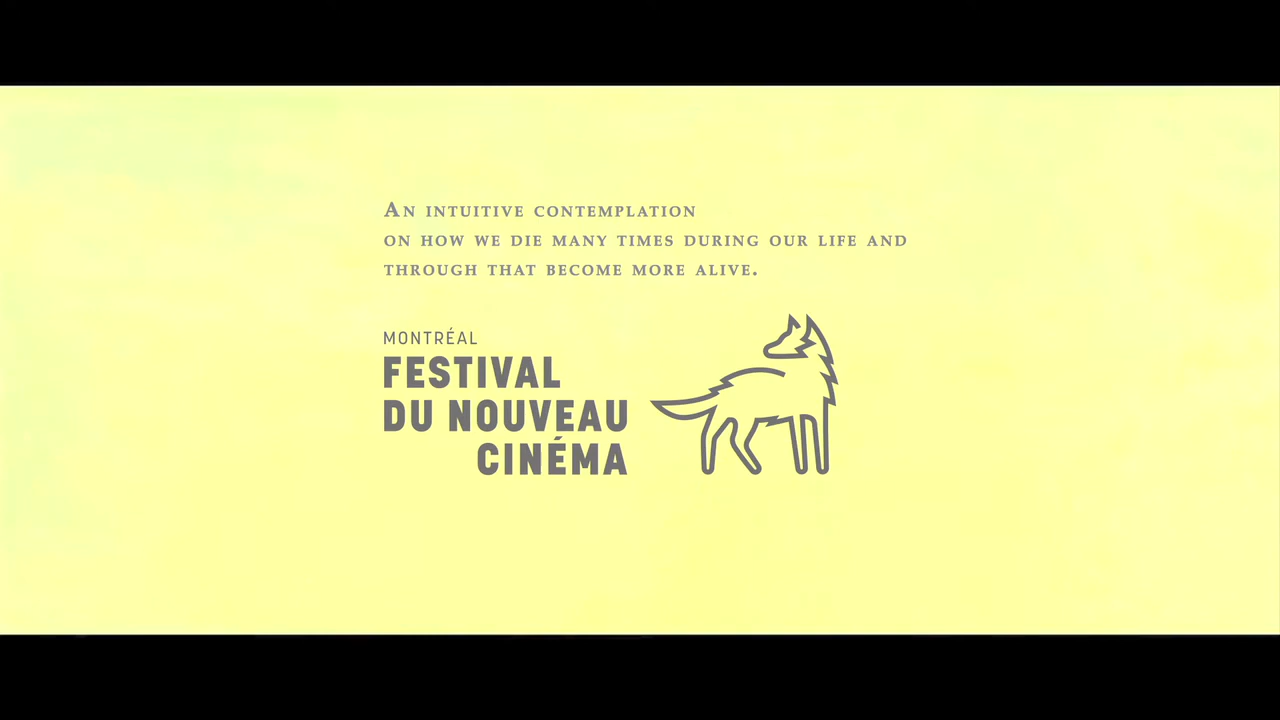 An intuitive contemplation
on how we die many times during our life and
through that become more alive.
MONTRÉAL
FESTIVAL
DU NOUVEAU
CINÉMA